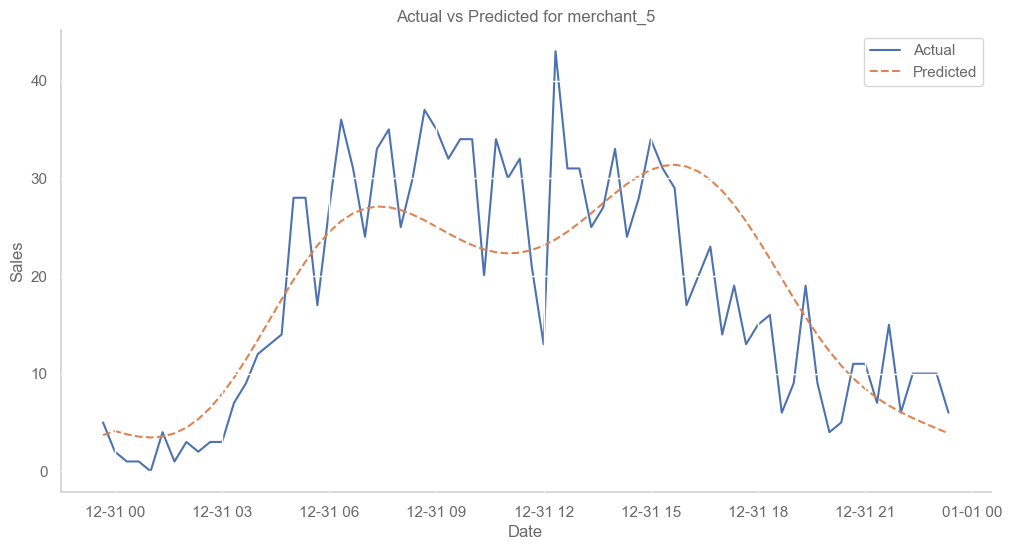 Actual vs Predicted for merchant_5
Actual
Predicted
Sales
40
30
20
10
0
12-31 00
12-31 03
12-31 06
12-31 09
12-31 12
12-31 15
12-31 18
12-31 21
01-01 00
Date